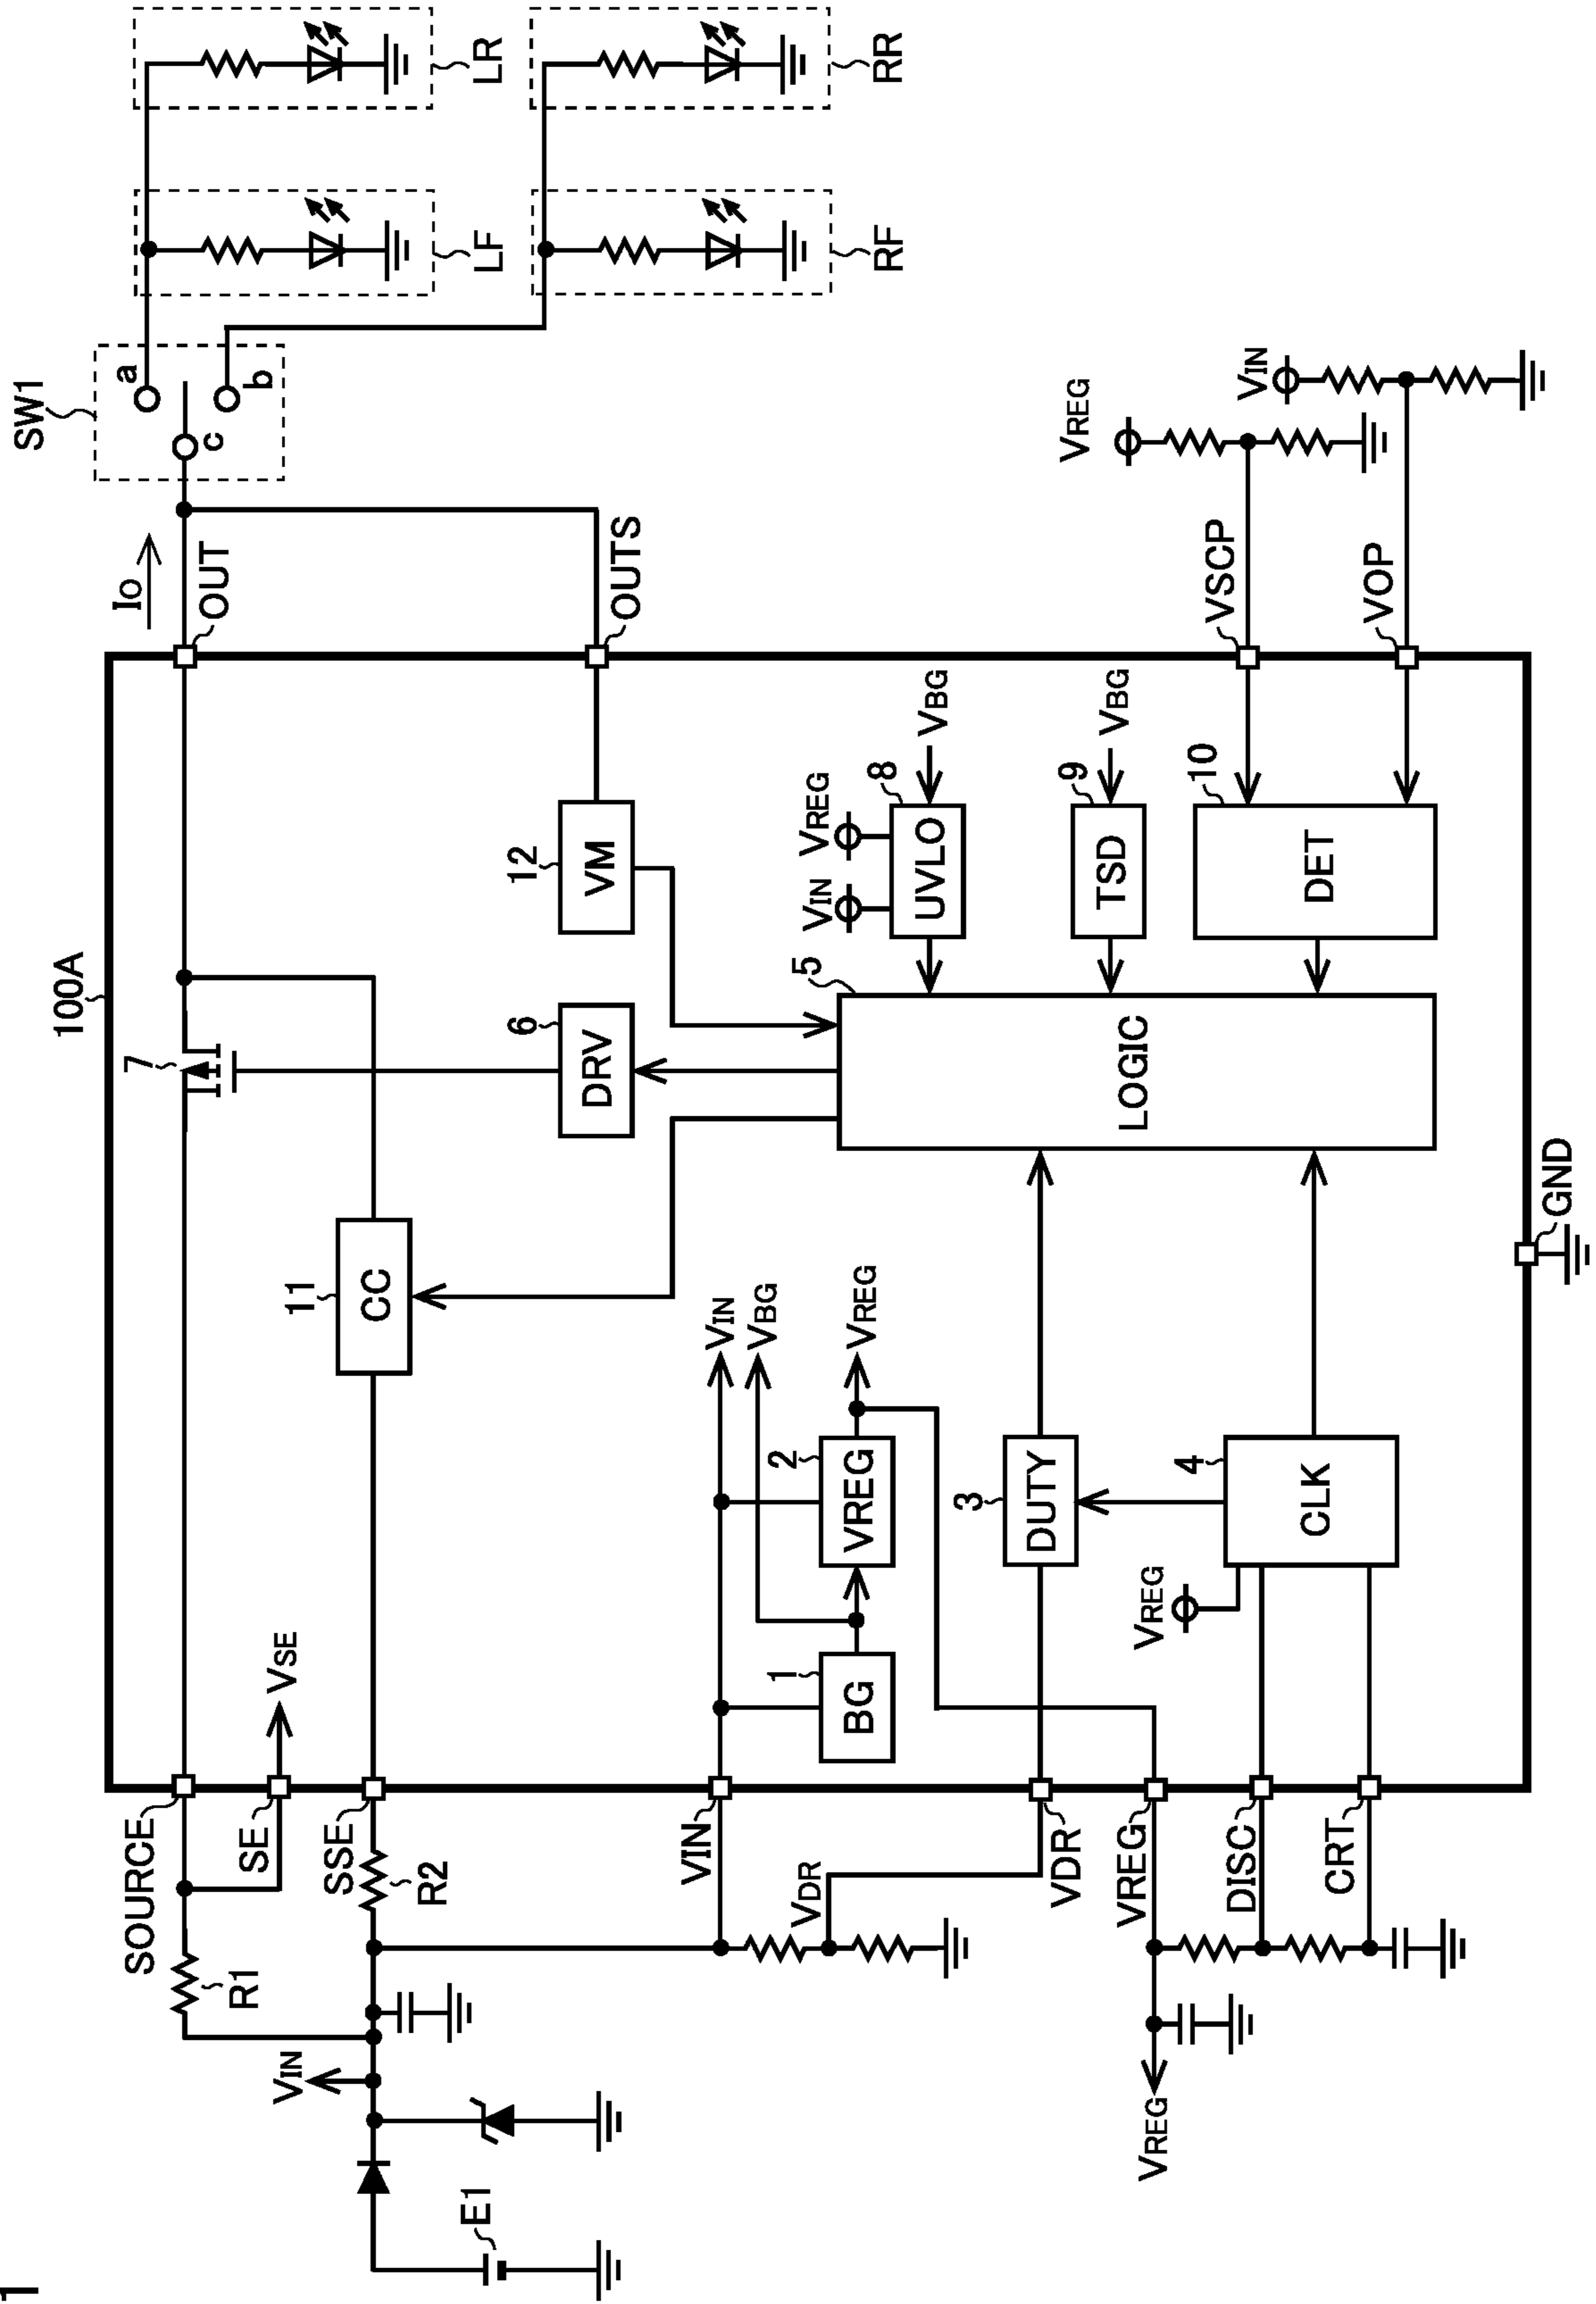 1
E1
VIN
R1
R2
SOURCE
SE
SSE
VIN
VDR
VDR
VREG
DISC
CRT
VREG
VSE
100A
7
11
CC
VIN
VBG
VREG
1
BG
2
VREG
3
DUTY
4
CLK
VREG
GND
5
LOGIC
6
DRV
12
VM
VIN
VREG
8
UVLO
VBG
9
TSD
VBG
10
DET
IO
OUT
OUTS
VSCP
VOP
VREG
VIN
SW1
a
b
c
LF
LR
RF
RR